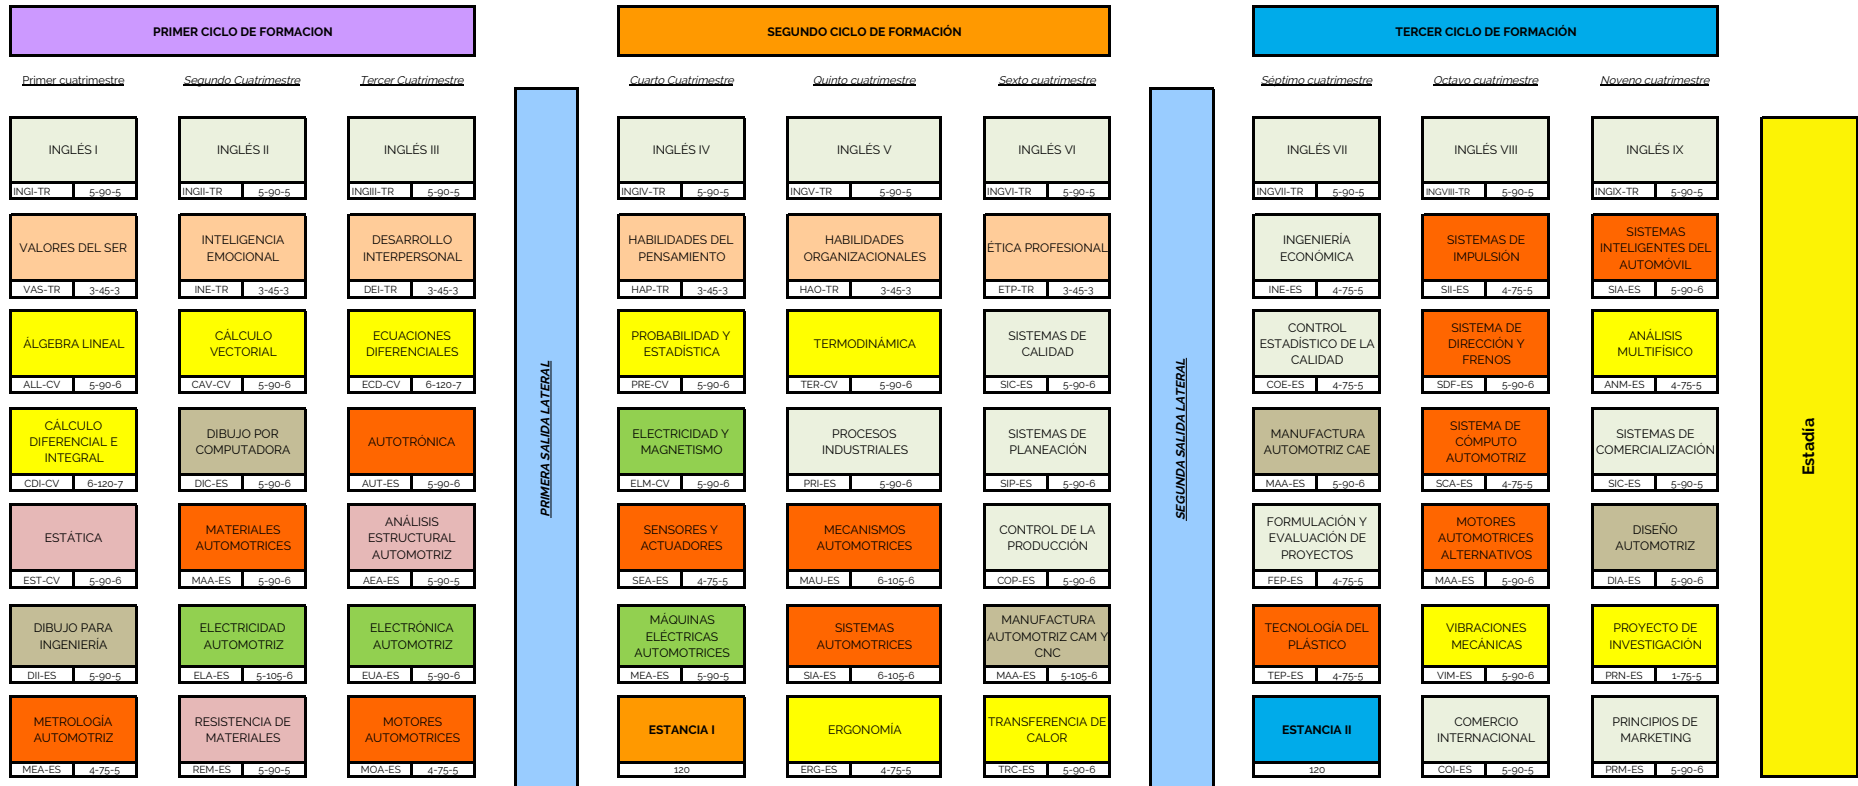 PRIMER CICLO DE FORMACION
SEGUNDO CICLO DE FORMACIÓN
TERCER CICLO DE FORMACIÓN
Primer cuatrimestre
Segundo Cuatrimestre
Tercer Cuatrimestre
Cuarto Cuatrimestre
Quinto cuatrimestre
Sexto cuatrimestre
Séptimo cuatrimestre
Octavo cuatrimestre
Noveno cuatrimestre
INGLÉS I
INGLÉS II
INGLÉS III
INGLÉS IV
INGLÉS V
INGLÉS VI
INGLÉS VII
INGLÉS VIII
INGLÉS IX
INGI-TR 5-90-5
INGII-TR 5-90-5
INGIII-TR 5-90-5
INGIV-TR 5-90-5
INGV-TR 5-90-5
INGVI-TR 5-90-5
INGVII-TR 5-90-5
INGVIII-TR 5-90-5
INGIX-TR 5-90-5
VALORES DEL SER
INTELIGENCIA
EMOCIONAL
DESARROLLO
INTERPERSONAL
HABILIDADES DEL
PENSAMIENTO
HABILIDADES
ORGANIZACIONALES
ÉTICA PROFESIONAL
INGENIERÍA
ECONÓMICA
SISTEMAS DE
IMPULSIÓN
SISTEMAS
INTELIGENTES DEL
AUTOMÓVIL
VAS-TR 3-45-3
INE-TR 3-45-3
DEI-TR 3-45-3
HAP-TR 3-45-3
HAO-TR 3-45-3
ETP-TR 3-45-3
INE-ES 4-75-5
SII-ES 4-75-5
SIA-ES 5-90-6
ÁLGEBRA LINEAL
CÁLCULO
VECTORIAL
ECUACIONES
DIFERENCIALES
PROBABILIDAD Y
ESTADÍSTICA
TERMODINÁMICA
SISTEMAS DE
CALIDAD
CONTROL
ESTADÍSTICO DE LA
CALIDAD
SISTEMA DE
DIRECCIÓN Y
FRENOS
ANÁLISIS
MULTIFÍSICO
ALL-CV 5-90-6
CAV-CV 5-90-6
ECD-CV 6-120-7
PRE-CV 5-90-6
TER-CV 5-90-6
SIC-ES 5-90-6
COE-ES 4-75-5
SDF-ES 5-90-6
ANM-ES 4-75-5
CÁLCULO
DIFERENCIAL E
INTEGRAL
DIBUJO POR
COMPUTADORA
AUTOTRÓNICA
ELECTRICIDAD Y
MAGNETISMO
PROCESOS
INDUSTRIALES
SISTEMAS DE
PLANEACIÓN
MANUFACTURA
AUTOMOTRIZ CAE
SISTEMA DE
CÓMPUTO
AUTOMOTRIZ
SISTEMAS DE
COMERCIALIZACIÓN
CDI-CV 6-120-7
DIC-ES 5-90-6
AUT-ES 5-90-6
ELM-CV 5-90-6
PRI-ES 5-90-6
SIP-ES 5-90-6
MAA-ES 5-90-6
SCA-ES 4-75-5
SIC-ES 5-90-5
PRIMERA SALIDA LATERAL
SEGUNDA SALIDA LATERAL
Estadía
ESTÁTICA
MATERIALES
AUTOMOTRICES
ANÁLISIS
ESTRUCTURAL
AUTOMOTRIZ
SENSORES Y
ACTUADORES
MECANISMOS
AUTOMOTRICES
CONTROL DE LA
PRODUCCIÓN
FORMULACIÓN Y
EVALUACIÓN DE
PROYECTOS
MOTORES
AUTOMOTRICES
ALTERNATIVOS
DISEÑO
AUTOMOTRIZ
EST-CV 5-90-6
MAA-ES 5-90-6
AEA-ES 5-90-5
SEA-ES 4-75-5
MAU-ES 6-105-6
COP-ES 5-90-6
FEP-ES 4-75-5
MAA-ES 5-90-6
DIA-ES 5-90-6
DIBUJO PARA
INGENIERÍA
ELECTRICIDAD
AUTOMOTRIZ
ELECTRÓNICA
AUTOMOTRIZ
MÁQUINAS
ELÉCTRICAS
AUTOMOTRICES
SISTEMAS
AUTOMOTRICES
MANUFACTURA
AUTOMOTRIZ CAM Y
CNC
TECNOLOGÍA DEL
PLÁSTICO
VIBRACIONES
MECÁNICAS
PROYECTO DE
INVESTIGACIÓN
DII-ES 5-90-5
ELA-ES 5-105-6
EUA-ES 5-90-6
MEA-ES 5-90-5
SIA-ES 6-105-6
MAA-ES 5-105-6
TEP-ES 4-75-5
VIM-ES 5-90-6
PRN-ES 1-75-5
METROLOGÍA
AUTOMOTRIZ
RESISTENCIA DE
MATERIALES
MOTORES
AUTOMOTRICES
ESTANCIA I
ERGONOMÍA
TRANSFERENCIA DE
CALOR
ESTANCIA II
COMERCIO
INTERNACIONAL
PRINCIPIOS DE
MARKETING
MEA-ES 4-75-5
REM-ES 5-90-5
MOA-ES 4-75-5
120
ERG-ES 4-75-5
TRC-ES 5-90-6
120
COI-ES 5-90-5
PRM-ES 5-90-6